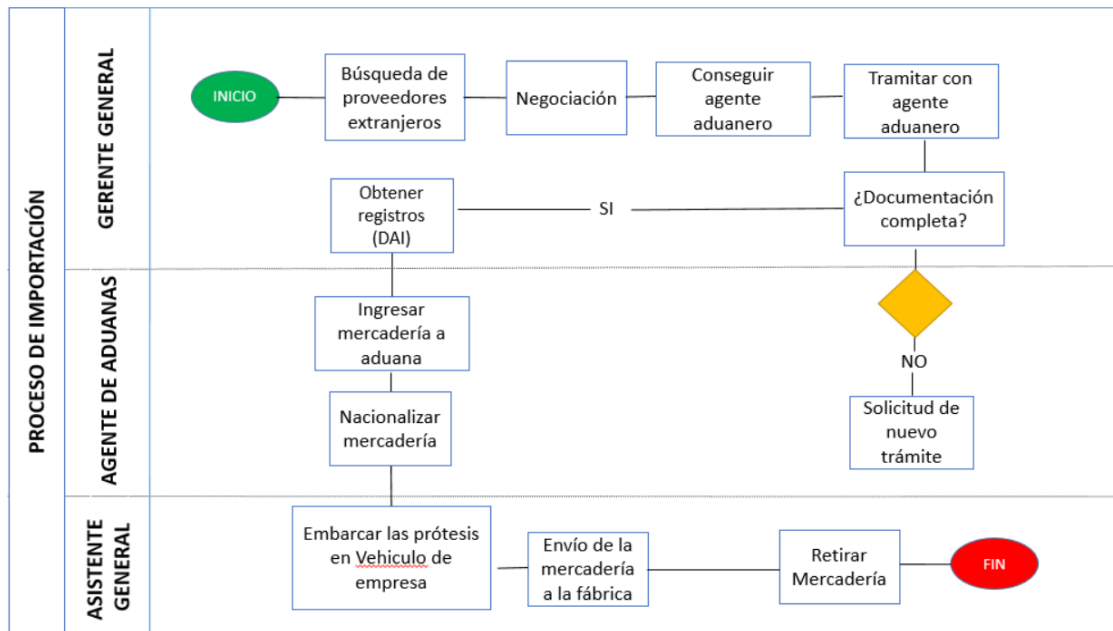 PROCESO DE IMPORTACIÓN
GERENTE GENERAL
INICIO
Búsqueda de
proveedores
extranjeros
Negociación
Conseguir
agente
aduanero
Tramitar con
agente
aduanero
¿Documentación
completa?
SI
Obtener
registros
(DAI)
AGENTE DE ADUANAS
Ingresar
mercadería a
aduana
Nacionalizar
mercadería
NO
Solicitud de
nuevo
trámite
ASISTENTE
GENERAL
Embarcar las prótesis
en Vehiculo de
empresa
Envío de la
mercadería
a la fábrica
Retirar
Mercadería
FIN